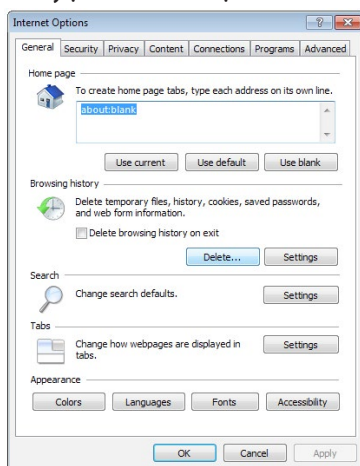 Internet Options
General Security Privacy Content Connections Programs Advanced
Home page
To create home page tabs, type each address on its own line.
about:blank
Use current Use default Use blank
Browsing history
Delete temporary files, history, cookies, saved passwords,
and web form information.
Delete browsing history on exit
Delete... Settings
Search
Change search defaults. Settings
Tabs
Change how webpages are displayed in
tabs.
Settings
Appearance
Colors Languages Fonts Accessibility
OK Cancel Apply